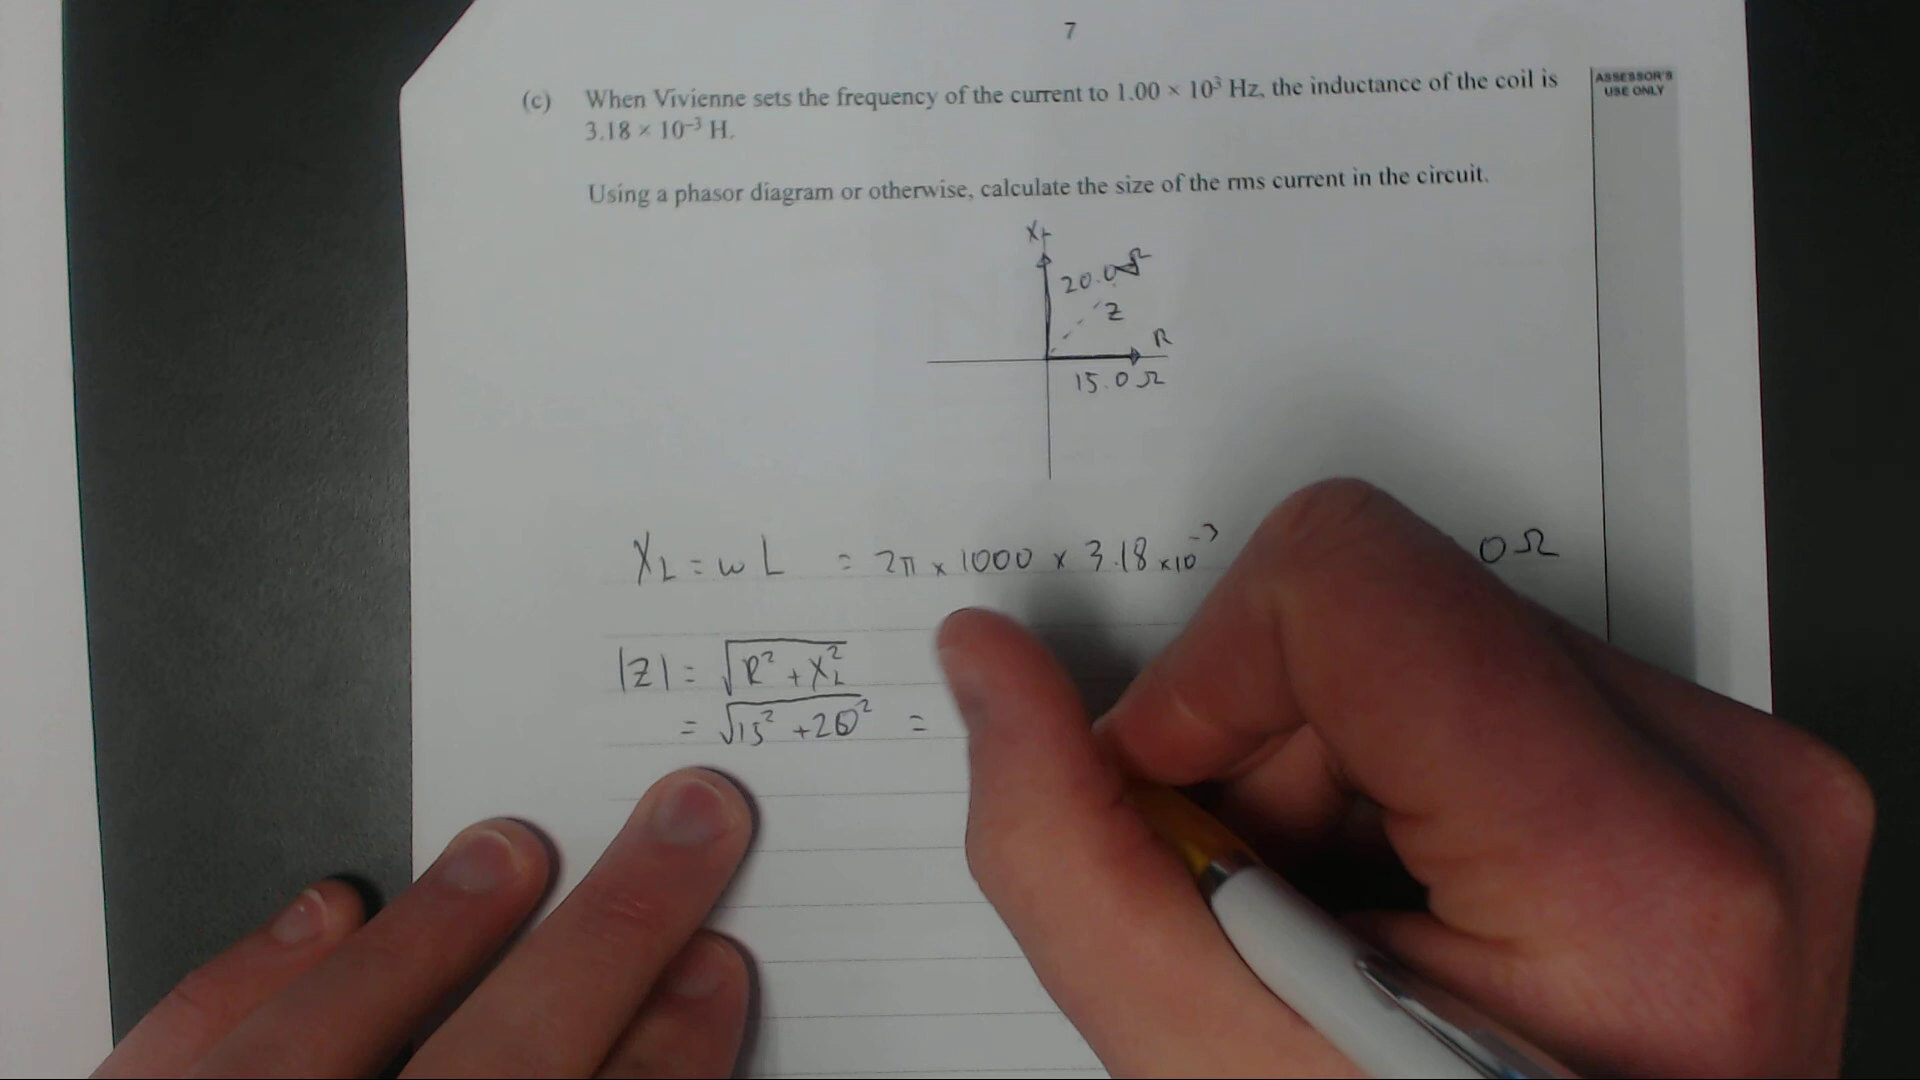 7
ASSESSOR'S
USE ONLY
(c) When Vivienne sets the frequency of the current to 1.00 × 10³ Hz, the inductance of the coil is
3.18 × 10⁻³ H.
Using a phasor diagram or otherwise, calculate the size of the rms current in the circuit.
X_L
20.0Ω
Z
R
15.0Ω
X_L = ωL = 2π × 1000 × 3.18 × 10⁻³ 0Ω
|Z| = √(R² + X_L²)
= √(15² + 20²) =